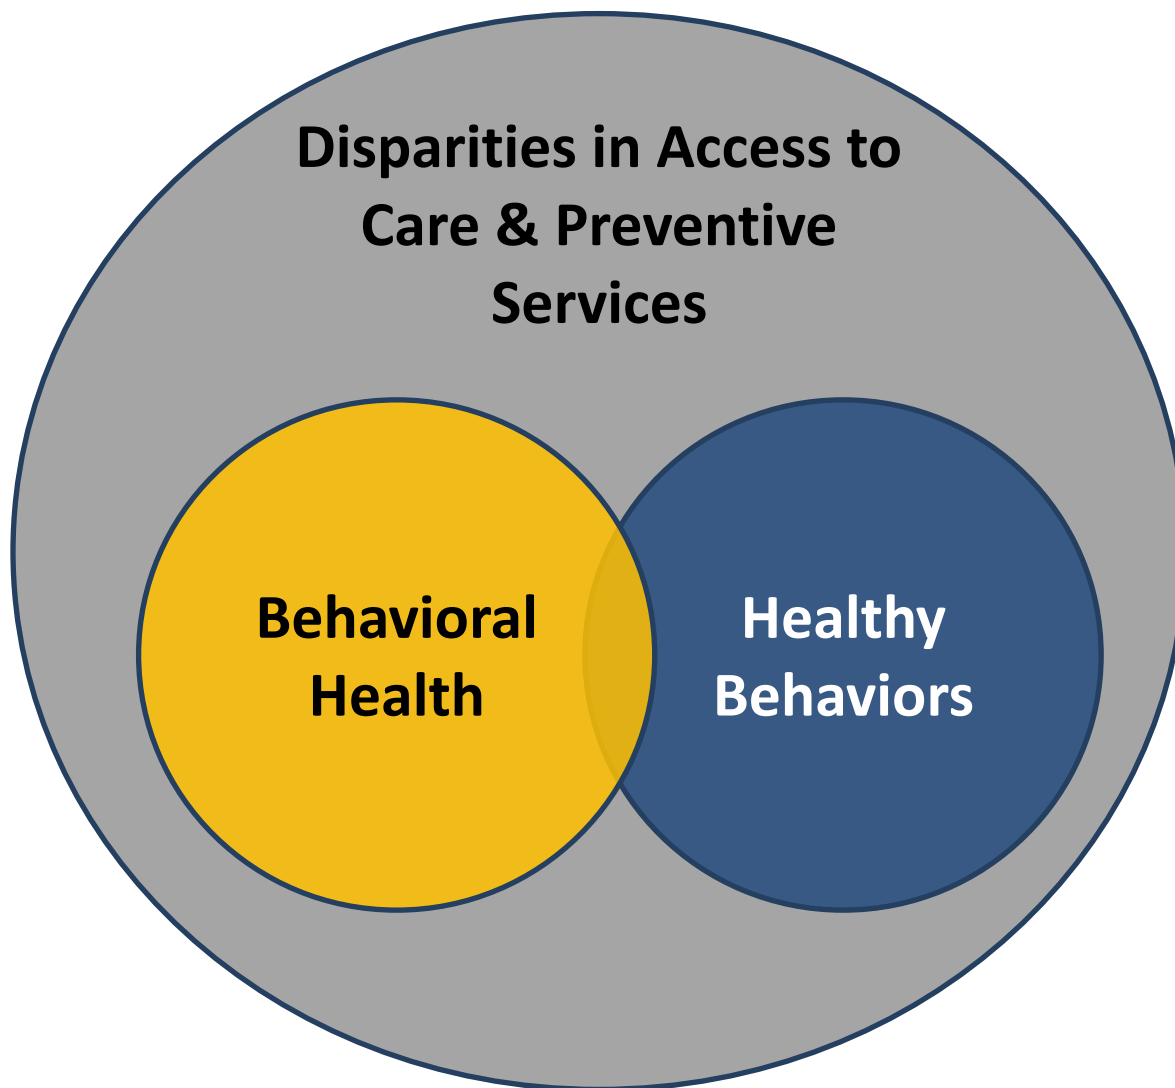 Disparities in Access to
Care & Preventive
Services
Behavioral
Health
Healthy
Behaviors